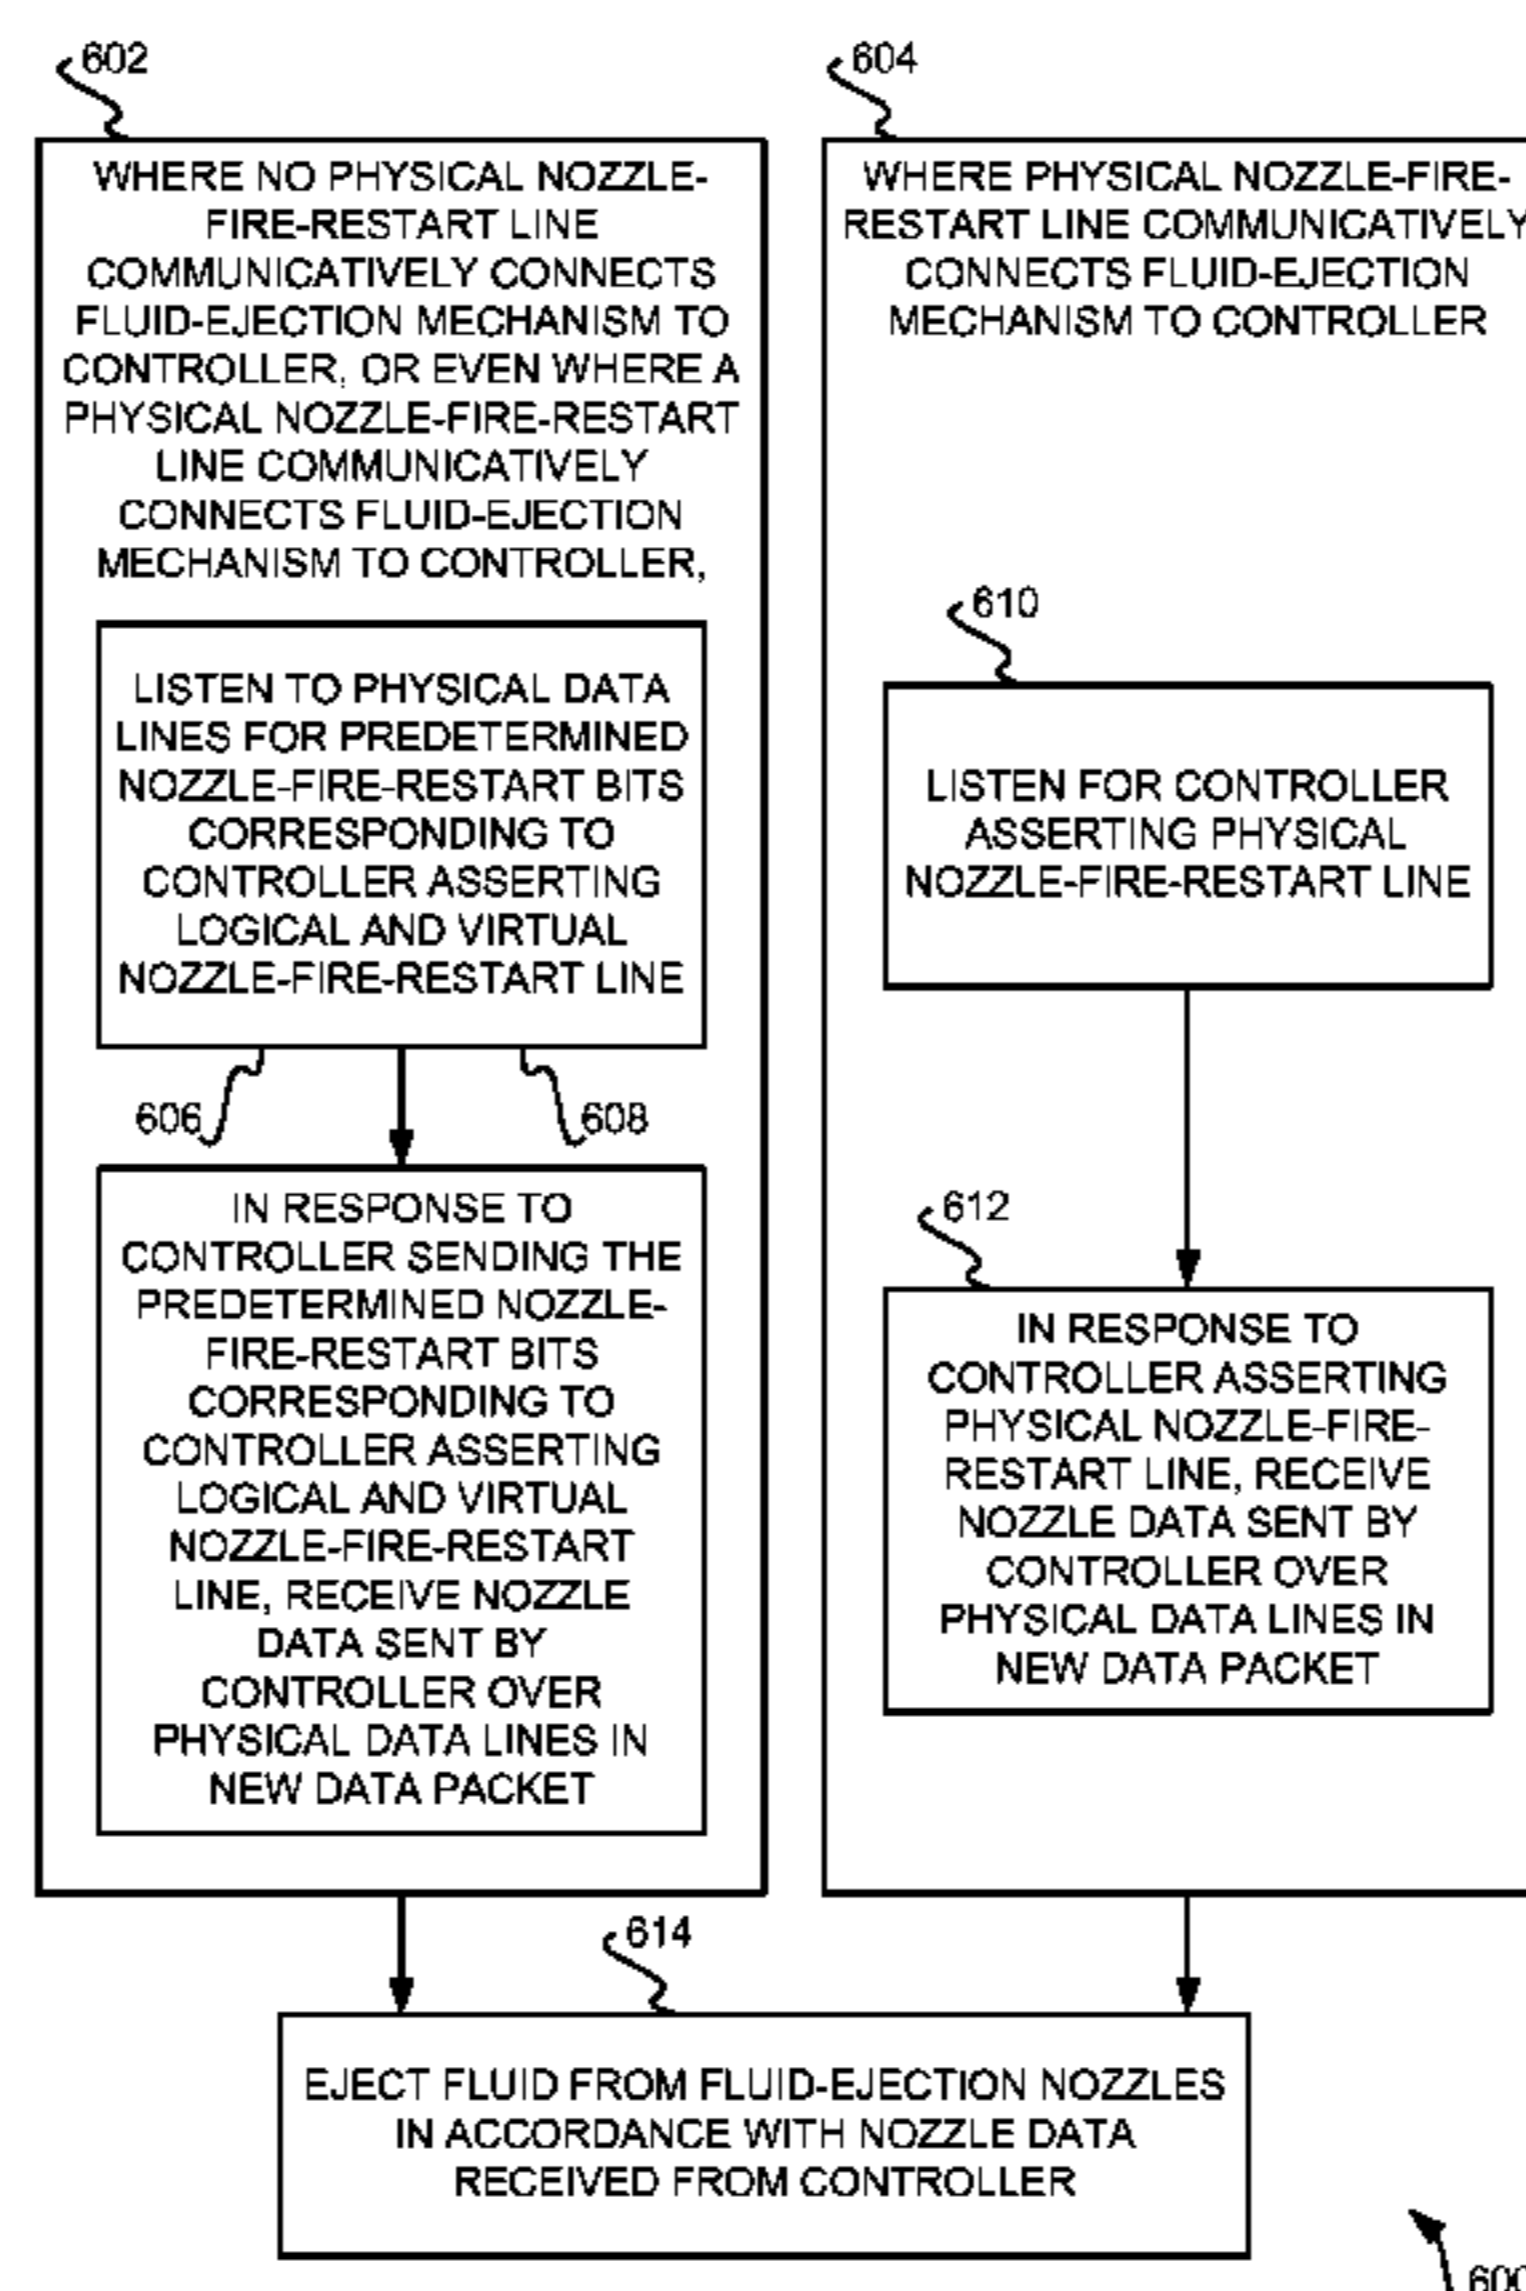 602
WHERE NO PHYSICAL NOZZLE-
FIRE-RESTART LINE
COMMUNICATIVELY CONNECTS
FLUID-EJECTION MECHANISM TO
CONTROLLER, OR EVEN WHERE A
PHYSICAL NOZZLE-FIRE-RESTART
LINE COMMUNICATIVELY
CONNECTS FLUID-EJECTION
MECHANISM TO CONTROLLER,
LISTEN TO PHYSICAL DATA
LINES FOR PREDETERMINED
NOZZLE-FIRE-RESTART BITS
CORRESPONDING TO
CONTROLLER ASSERTING
LOGICAL AND VIRTUAL
NOZZLE-FIRE-RESTART LINE
606
608
IN RESPONSE TO
CONTROLLER SENDING THE
PREDETERMINED NOZZLE-
FIRE-RESTART BITS
CORRESPONDING TO
CONTROLLER ASSERTING
LOGICAL AND VIRTUAL
NOZZLE-FIRE-RESTART
LINE, RECEIVE NOZZLE
DATA SENT BY
CONTROLLER OVER
PHYSICAL DATA LINES IN
NEW DATA PACKET
604
WHERE PHYSICAL NOZZLE-FIRE-
RESTART LINE COMMUNICATIVELY
CONNECTS FLUID-EJECTION
MECHANISM TO CONTROLLER
610
LISTEN FOR CONTROLLER
ASSERTING PHYSICAL
NOZZLE-FIRE-RESTART LINE
612
IN RESPONSE TO
CONTROLLER ASSERTING
PHYSICAL NOZZLE-FIRE-
RESTART LINE, RECEIVE
NOZZLE DATA SENT BY
CONTROLLER OVER
PHYSICAL DATA LINES IN
NEW DATA PACKET
614
EJECT FLUID FROM FLUID-EJECTION NOZZLES
IN ACCORDANCE WITH NOZZLE DATA
RECEIVED FROM CONTROLLER
600